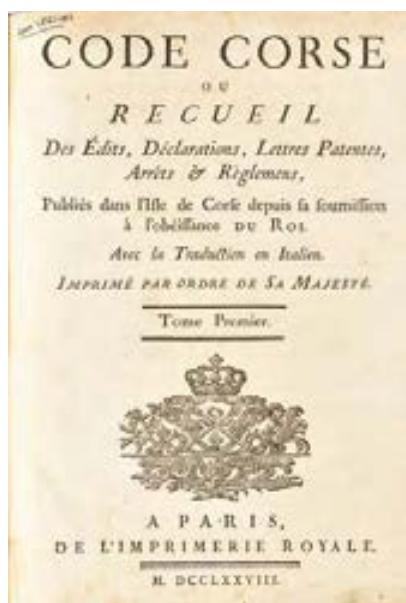 CODE CORSE
OU
RECUEIL
Des Édits, Déclarations, Lettres Patentes,
Arrêts & Règlemens,
Publiés dans l'Isle de Corse depuis sa soumission
à l'obéissance DU ROI.
Avec la Traduction en Italien.
IMPRIMÉ PAR ORDRE DE SA MAJESTÉ.
Tome Premier.
A PARIS,
DE L'IMPRIMERIE ROYALE.
M. DCCLXXVIII.